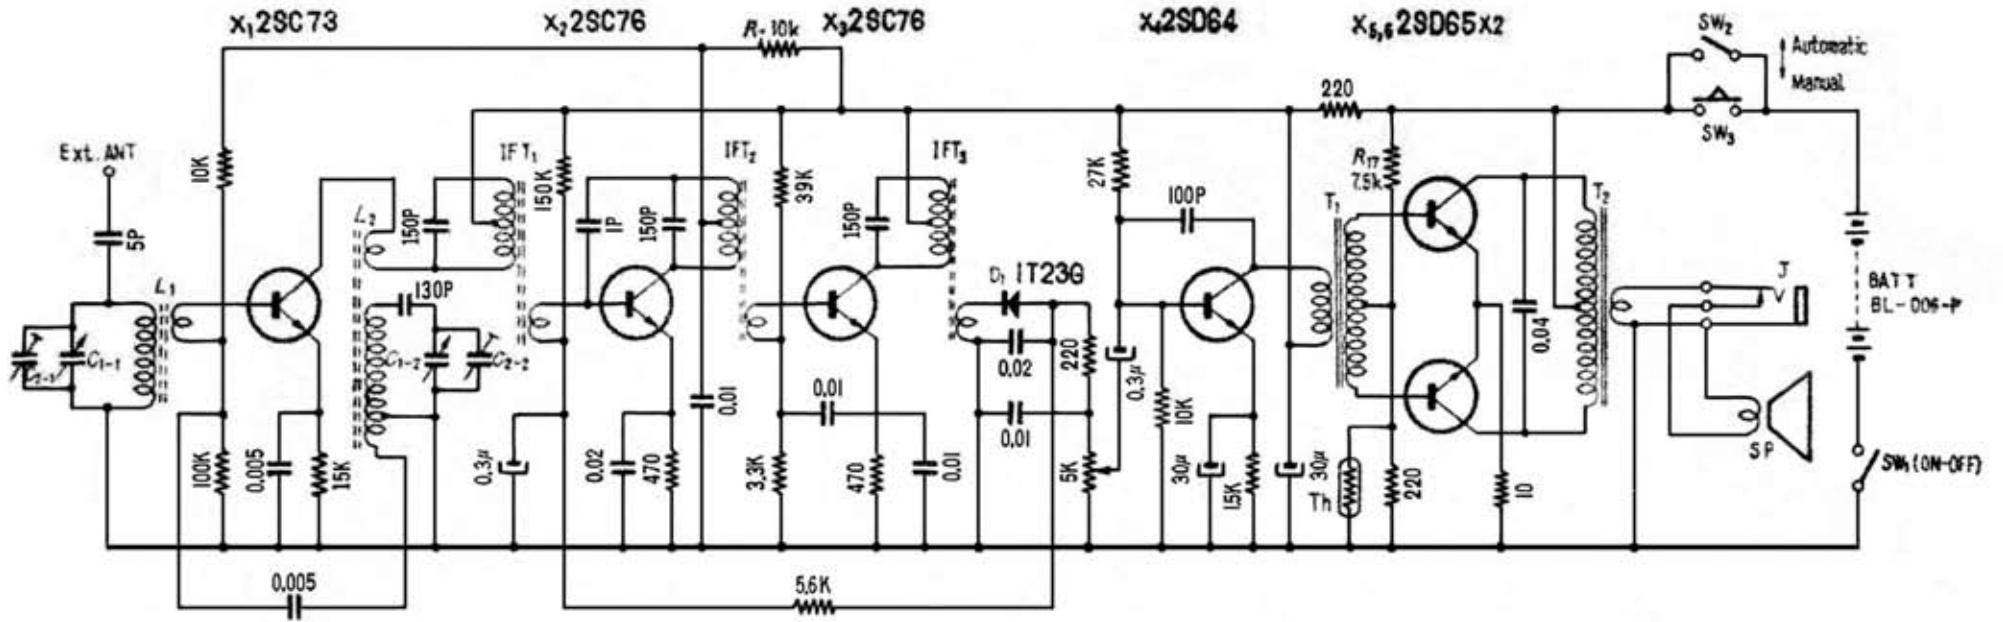 X₁2SC73
X₂2SC76
R-10k
X₃2SC76
X₄2SD64
X₅,₆2SD65X2
SW₂
Automatic
Manual
SW₃
220
Ext. ANT
5P
10K
L₁
C₁₋₁
L₂
150P
IFT₁
150K
1P
150P
IFT₂
39K
150P
IFT₃
27K
100P
T₁
R₁₇
7.5k
T₂
130P
C₁₋₂
C₂₋₂
D₁ 1T23G
0.02
220
0.01
0.3μ
10K
0.04
J
BATT
BL-006-P
SP
SW₁(ON-OFF)
100K
0.005
15K
0.3μ
0.02
470
0.01
3.3K
0.01
470
0.01
5K
30μ
1.5K
30μ
Th
220
10
0.005
5.6K